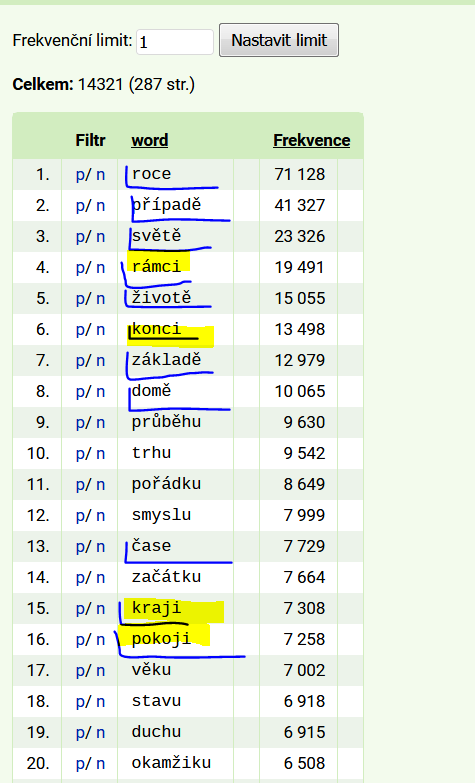 Frekvenční limit: 1 Nastavit limit
Celkem: 14321 (287 str.)
Filtr word Frekvence
1. p/ n roce 71 128
2. p/ n případě 41 327
3. p/ n světě 23 326
4. p/ n rámci 19 491
5. p/ n životě 15 055
6. p/ n konci 13 498
7. p/ n základě 12 979
8. p/ n domě 10 065
9. p/ n průběhu 9 630
10. p/ n trhu 9 542
11. p/ n pořádku 8 649
12. p/ n smyslu 7 999
13. p/ n čase 7 729
14. p/ n začátku 7 664
15. p/ n kraji 7 308
16. p/ n pokoji 7 258
17. p/ n věku 7 002
18. p/ n stavu 6 918
19. p/ n duchu 6 915
20. p/ n okamžiku 6 508